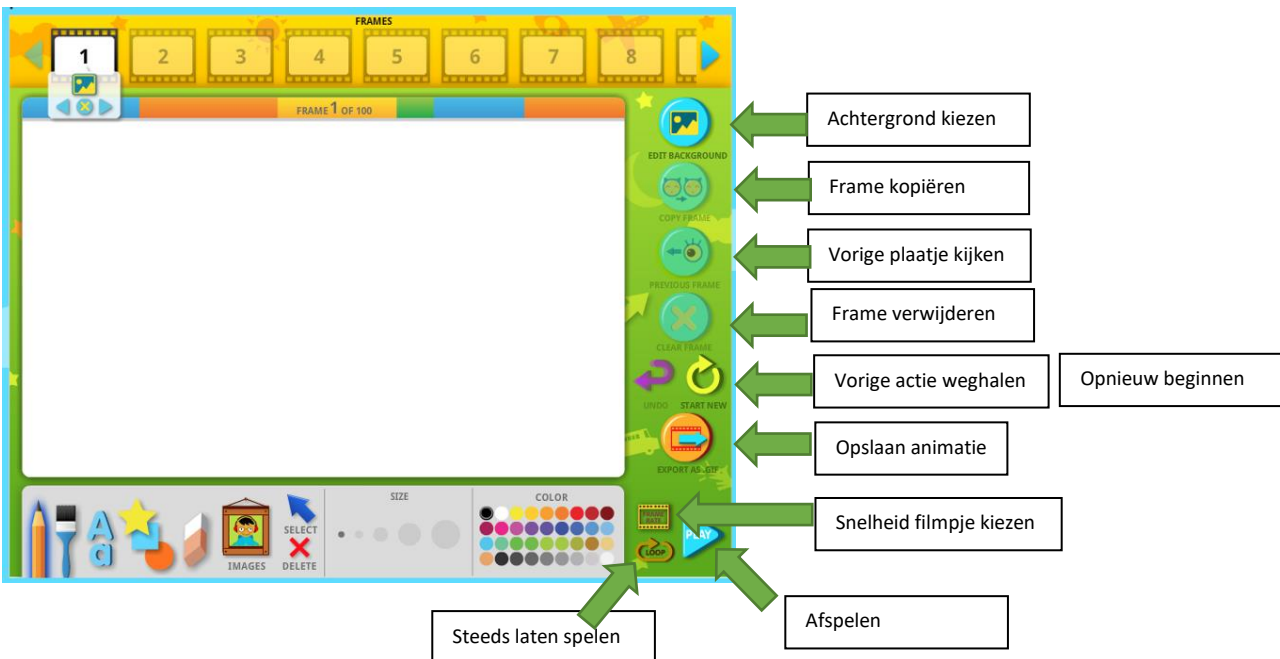 FRAMES
1 2 3 4 5 6 7 8
FRAME 1 OF 100
EDIT BACKGROUND
Achtergrond kiezen
COPY FRAME
Frame kopiëren
PREVIOUS FRAME
Vorige plaatje kijken
CLEAR FRAME
Frame verwijderen
UNDO START NEW
Vorige actie weghalen
Opnieuw beginnen
EXPORT AS .GIF
Opslaan animatie
Aa
IMAGES
SELECT
DELETE
SIZE
COLOR
FRAME
RATE
LOOP
PLAY
Snelheid filmpje kiezen
Steeds laten spelen
Afspelen